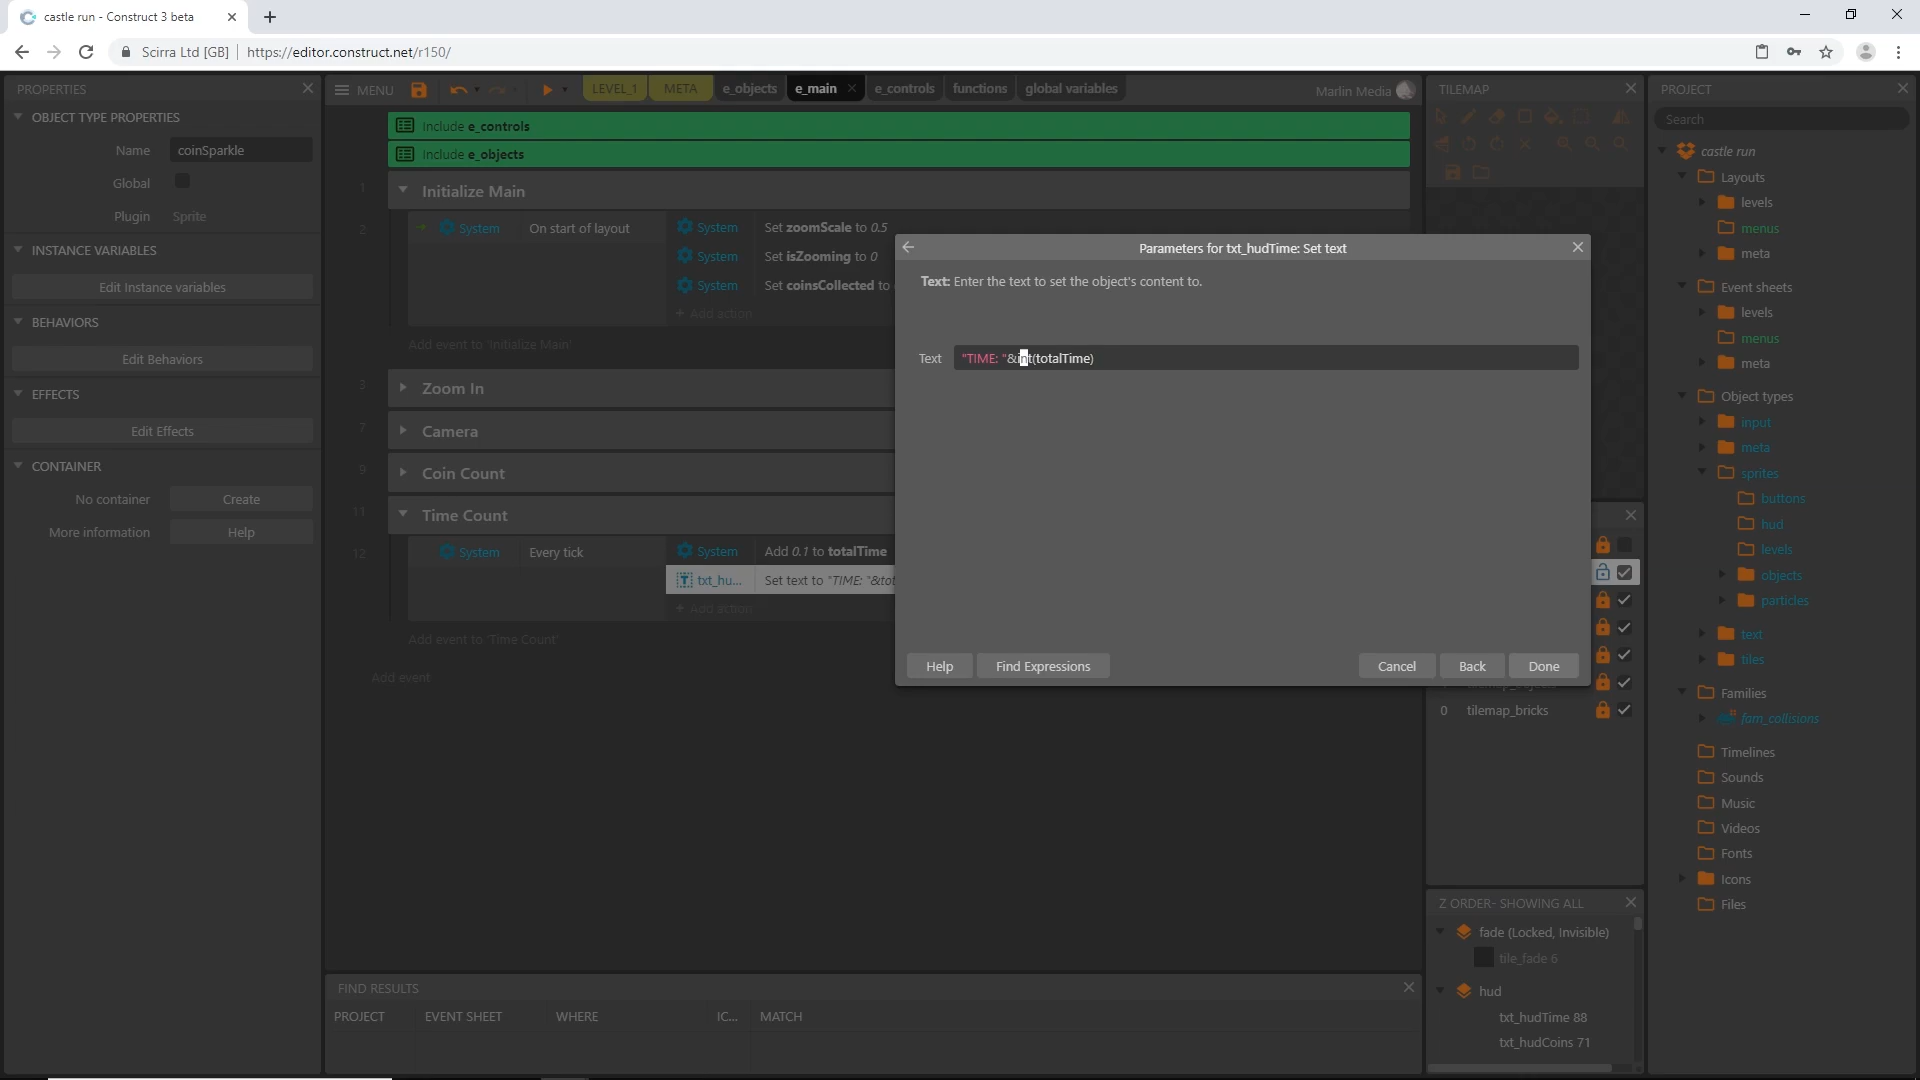 castle run - Construct 3 beta
Scirra Ltd [GB]
https://editor.construct.net/r150/
PROPERTIES
OBJECT TYPE PROPERTIES
Name coinSparkle
Global
Plugin Sprite
INSTANCE VARIABLES
Edit Instance variables
BEHAVIORS
Edit Behaviors
EFFECTS
Edit Effects
CONTAINER
No container Create
More information Help
MENU
LEVEL_1 META e_objects e_main e_controls functions global variables
Marlin Media
Include e_controls
Include e_objects
1 Initialize Main
2 System On start of layout System Set zoomScale to 0.5
System Set isZooming to 0
System Set coinsCollected to
+ Add action
Add event to 'Initialize Main'
3 Zoom In
7 Camera
9 Coin Count
11 Time Count
12 System Every tick System Add 0.1 to totalTime
txt_hu... Set text to "TIME: "&tot
+ Add action
Add event to 'Time Count'
Add event
Parameters for txt_hudTime: Set text
Text: Enter the text to set the object's content to.
Text "TIME: "&int(totalTime)
Help Find Expressions Cancel Back Done
FIND RESULTS
PROJECT EVENT SHEET WHERE IC... MATCH
TILEMAP
0 tilemap_bricks
Z ORDER- SHOWING ALL
fade (Locked, Invisible)
tile_fade 6
hud
txt_hudTime 88
txt_hudCoins 71
PROJECT
Search
castle run
Layouts
levels
menus
meta
Event sheets
levels
menus
meta
Object types
input
meta
sprites
buttons
hud
levels
objects
particles
text
tiles
Families
fam_collisions
Timelines
Sounds
Music
Videos
Fonts
Icons
Files